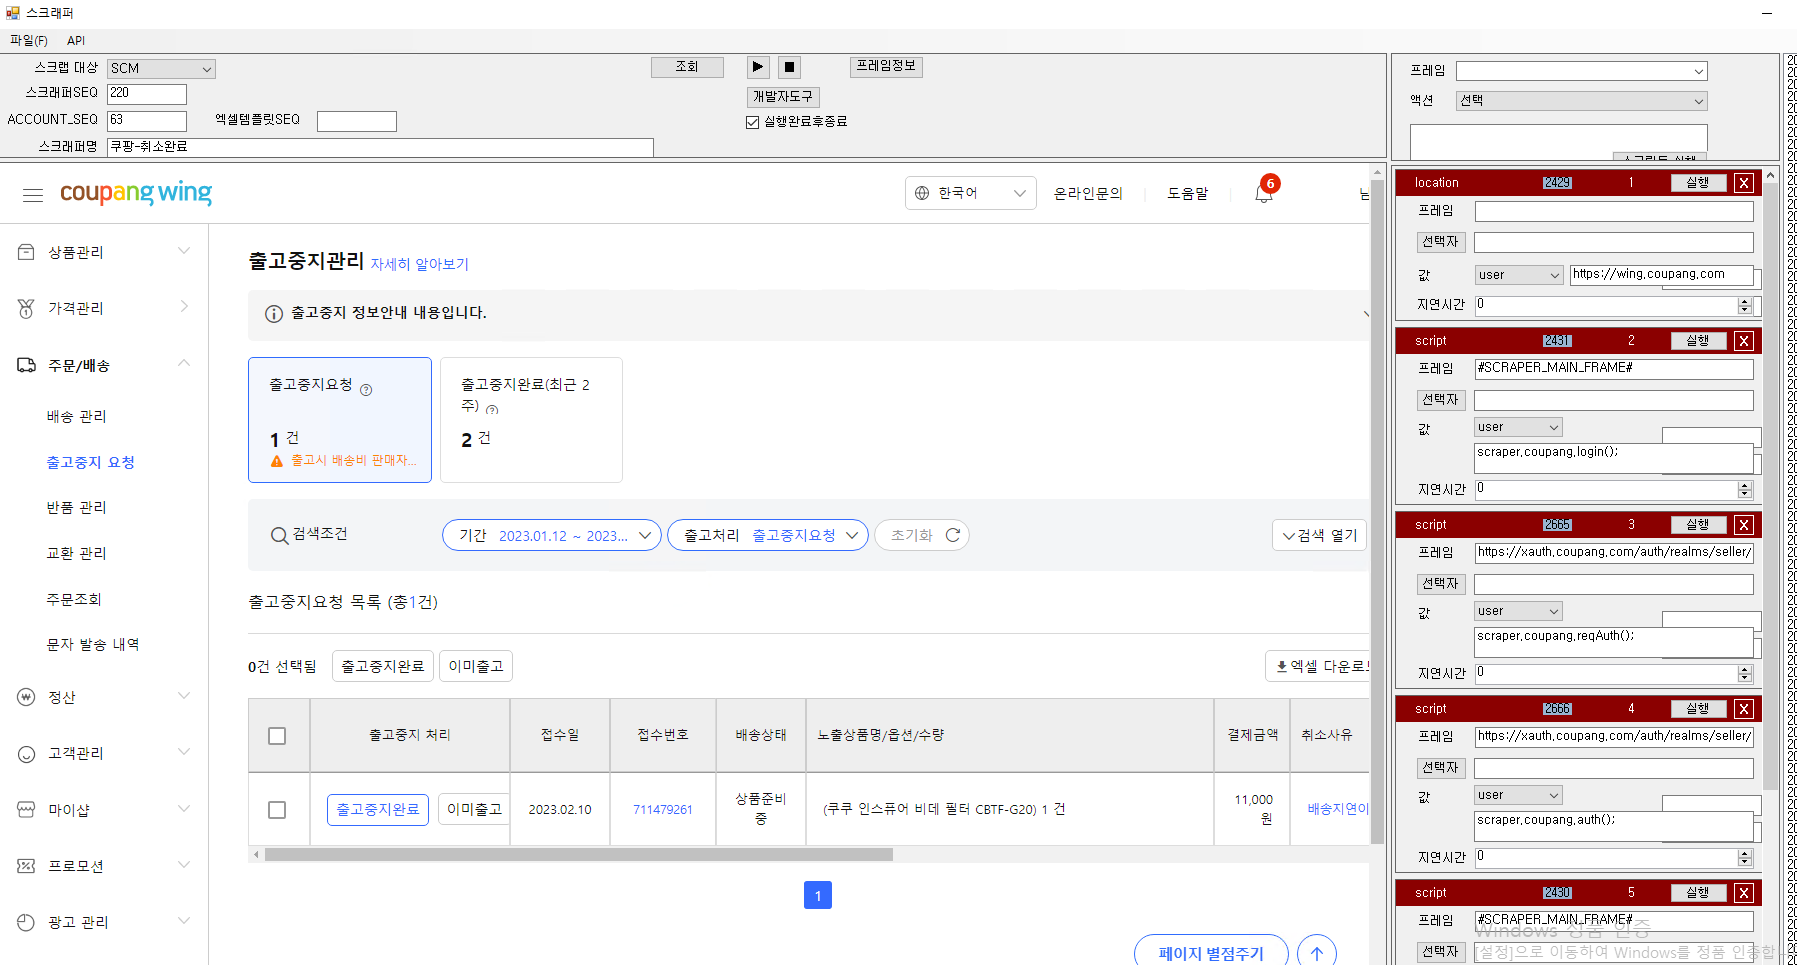 스크래퍼
파일(F) API
스크랩 대상 SCM
스크래퍼SEQ 220
ACCOUNT_SEQ 63 엑셀템플릿SEQ
스크래퍼명 쿠팡-취소완료
조회
프레임정보
개발자도구
실행완료후종료
프레임
액션 선택
coupang wing
한국어
온라인문의
도움말
6
상품관리
가격관리
주문/배송
배송 관리
출고중지 요청
반품 관리
교환 관리
주문조회
문자 발송 내역
정산
고객관리
마이샵
프로모션
광고 관리
출고중지관리 자세히 알아보기
출고중지 정보안내 내용입니다.
출고중지요청
1 건
출고시 배송비 판매자...
출고중지완료(최근 2
주)
2 건
검색조건
기간 2023.01.12 ~ 2023...
출고처리 출고중지요청
초기화
검색 열기
출고중지요청 목록 (총1건)
0건 선택됨 출고중지완료 이미출고
엑셀 다운로드
출고중지 처리 접수일 접수번호 배송상태 노출상품명/옵션/수량 결제금액 취소사유
출고중지완료 이미출고 2023.02.10 711479261 상품준비
중
(쿠쿠 인스퓨어 비데 필터 CBTF-G20) 1 건
11,000
원
배송지연이
1
페이지 별점주기
location 2429 1 실행 X
프레임
선택자
값 user https://wing.coupang.com
지연시간 0
script 2431 2 실행 X
프레임 #SCRAPER_MAIN_FRAME#
선택자
값 user
scraper.coupang.login();
지연시간 0
script 2665 3 실행 X
프레임 https://xauth.coupang.com/auth/realms/seller/
선택자
값 user
scraper.coupang.reqAuth();
지연시간 0
script 2666 4 실행 X
프레임 https://xauth.coupang.com/auth/realms/seller/
선택자
값 user
scraper.coupang.auth();
지연시간 0
script 2430 5 실행 X
프레임 #SCRAPER_MAIN_FRAME#
Windows 정품 인증
선택자
[설정]으로 이동하여 Windows를 정품 인증합